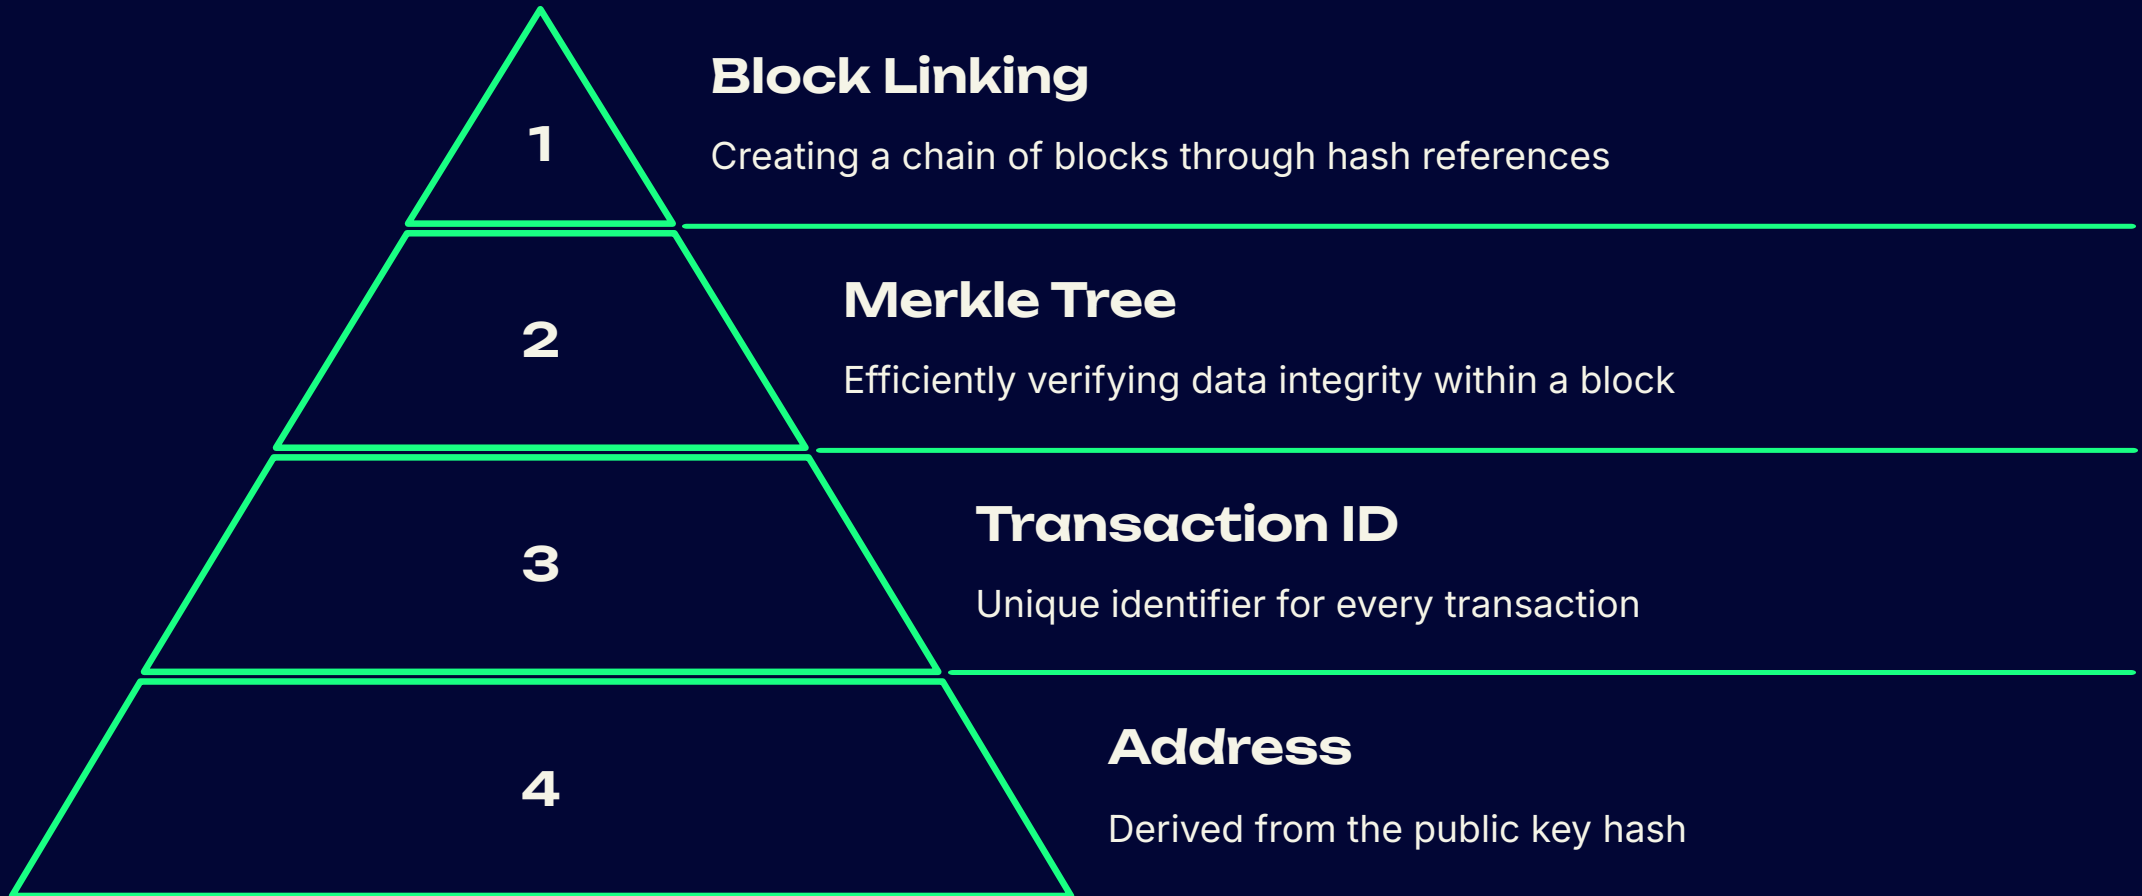 1
Block Linking
Creating a chain of blocks through hash references
2
Merkle Tree
Efficiently verifying data integrity within a block
3
Transaction ID
Unique identifier for every transaction
4
Address
Derived from the public key hash